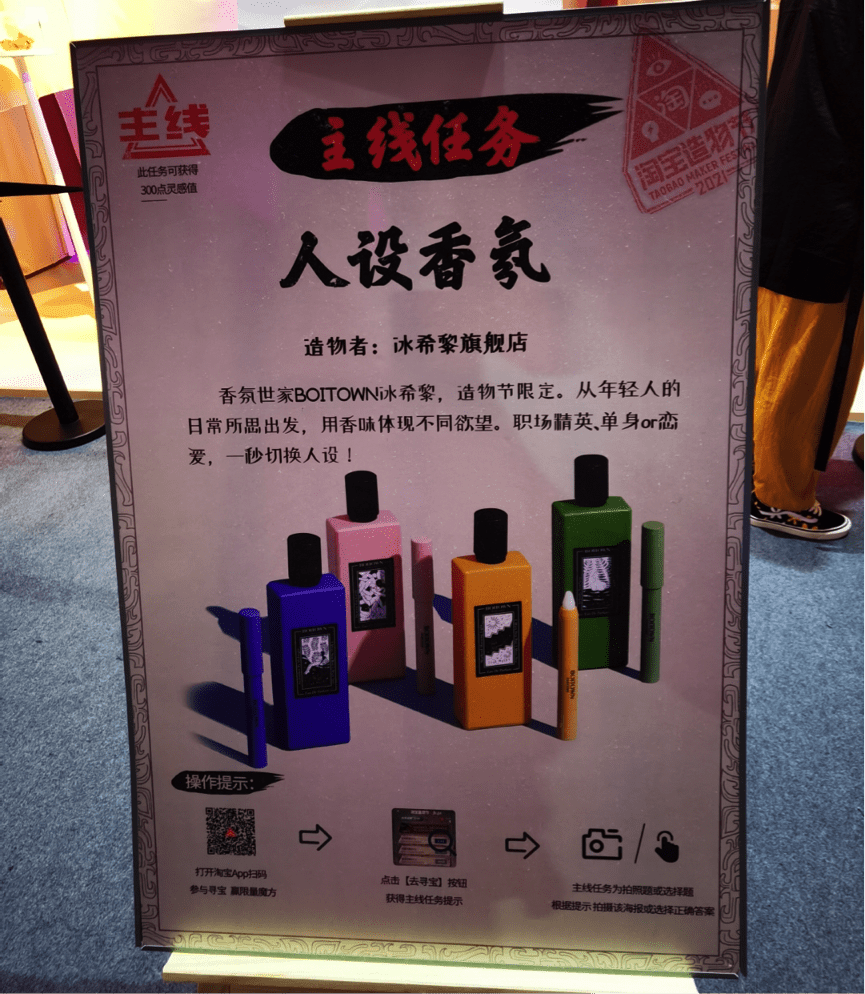 主线
此任务可获得
300点灵感值
主线任务
淘
淘宝造物节
TAOBAO MAKER FESTIVAL
2021
人设香氛
造物者：冰希黎旗舰店
香氛世家BOITOWN冰希黎，造物节限定。从年轻人的
日常所思出发，用香味体现不同欲望。职场精英、单身or恋
爱，一秒切换人设！
BOITOWN
BOITOWN
操作提示：
打开淘宝App扫码
参与寻宝 赢限量魔方
点击【去寻宝】按钮
获得主线任务提示
主线任务为拍照题或选择题
根据提示 拍摄该海报或选择正确答案